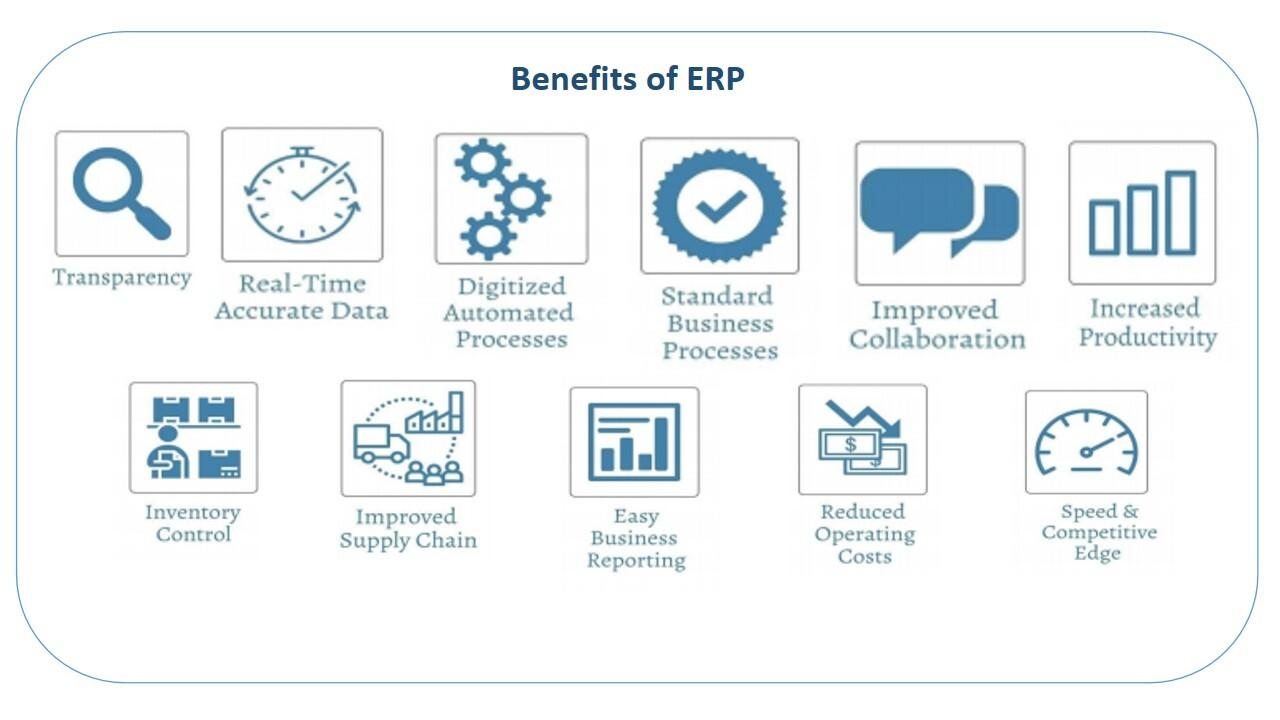 Benefits of ERP
Transparency
Real-Time
Accurate Data
Digitized
Automated
Processes
Standard
Business
Processes
Improved
Collaboration
Increased
Productivity
Inventory
Control
Improved
Supply Chain
Easy
Business
Reporting
$
$
Reduced
Operating
Costs
Speed &
Competitive
Edge